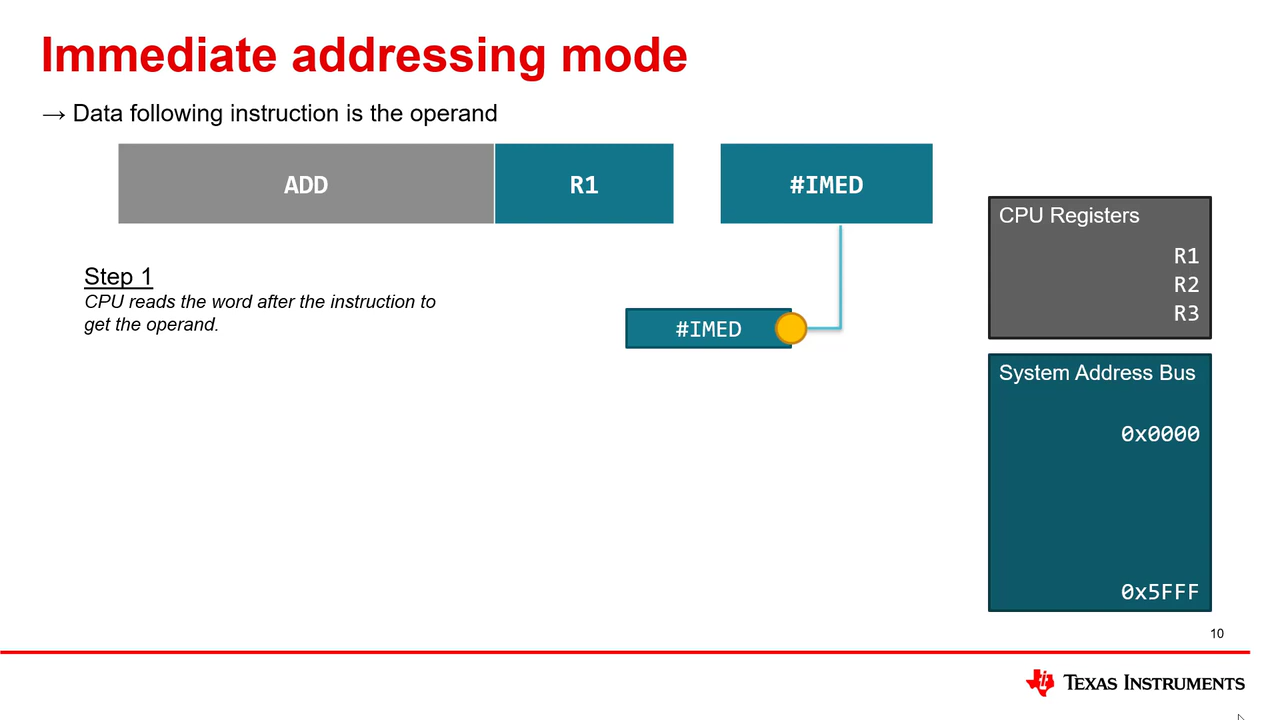 Immediate addressing mode
→ Data following instruction is the operand
ADD
R1
#IMED
Step 1
CPU reads the word after the instruction to
get the operand.
#IMED
CPU Registers
R1
R2
R3
System Address Bus
0x0000
0x5FFF
10
TEXAS INSTRUMENTS